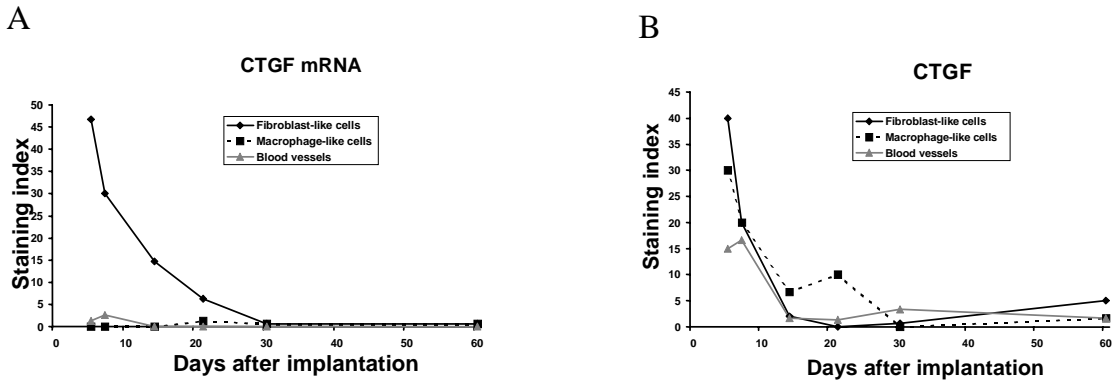 A
CTGF mRNA
50
45
40
35
30
25
20
15
10
5
0
Staining index
Fibroblast-like cells
Macrophage-like cells
Blood vessels
0 10 20 30 40 50 60
Days after implantation
B
CTGF
45
40
35
30
25
20
15
10
5
0
Staining index
Fibroblast-like cells
Macrophage-like cells
Blood vessels
0 10 20 30 40 50 60
Days after implantation